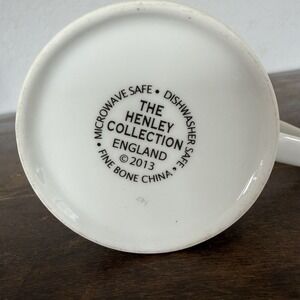 MICROWAVE SAFE • DISHWASHER SAFE •
FINE BONE CHINA •
THE
HENLEY
COLLECTION
ENGLAND
© 2013